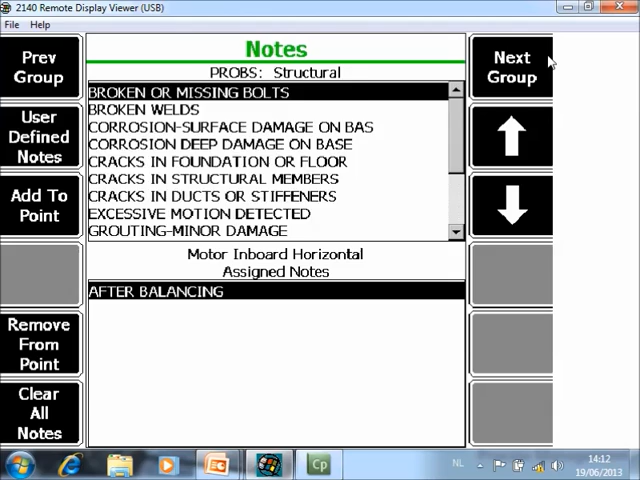 2140 Remote Display Viewer (USB)
File Help
Prev
Group
User
Defined
Notes
Add To
Point
Remove
From
Point
Clear
All
Notes
Notes
PROBS: Structural
BROKEN OR MISSING BOLTS
BROKEN WELDS
CORROSION-SURFACE DAMAGE ON BAS
CORROSION DEEP DAMAGE ON BASE
CRACKS IN FOUNDATION OR FLOOR
CRACKS IN STRUCTURAL MEMBERS
CRACKS IN DUCTS OR STIFFENERS
EXCESSIVE MOTION DETECTED
GROUTING-MINOR DAMAGE
Motor Inboard Horizontal
Assigned Notes
AFTER BALANCING
Next
Group
Cp
NL
14:12
19/06/2013